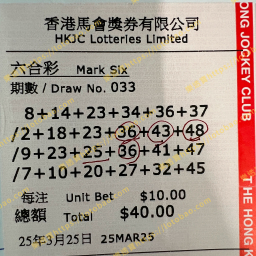 香港馬會獎券有限公司
HKJC Lotteries Limited
六合彩 Mark Six
期數 / Draw No. 033
8+14+23+34+36+37
/2+18+23+36+43+48
/9+23+25+36+41+47
/7+10+20+27+32+45
每注 Unit Bet $10.00
總額 Total $40.00
25年3月25日 25MAR25
ONG JOCKEY CLUB
THE HONG K